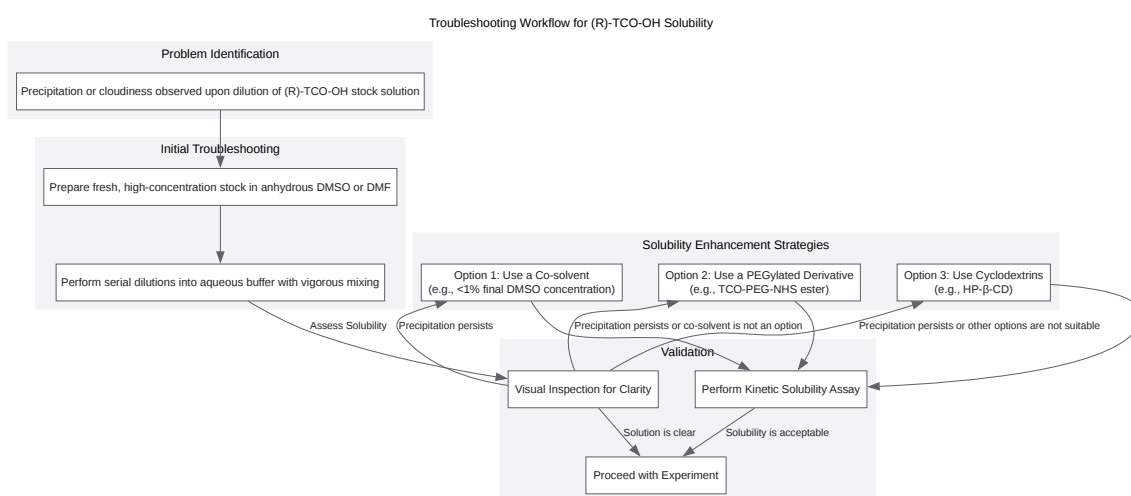 Troubleshooting Workflow for (R)-TCO-OH Solubility
Problem Identification
Precipitation or cloudiness observed upon dilution of (R)-TCO-OH stock solution
Initial Troubleshooting
Prepare fresh, high-concentration stock in anhydrous DMSO or DMF
Perform serial dilutions into aqueous buffer with vigorous mixing
Solubility Enhancement Strategies
Option 1: Use a Co-solvent
(e.g., <1% final DMSO concentration)
Option 2: Use a PEGylated Derivative
(e.g., TCO-PEG-NHS ester)
Option 3: Use Cyclodextrins
(e.g., HP-β-CD)
Assess Solubility
Precipitation persists
Precipitation persists or co-solvent is not an option
Precipitation persists or other options are not suitable
Validation
Visual Inspection for Clarity
Perform Kinetic Solubility Assay
Solution is clear
Solubility is acceptable
Proceed with Experiment